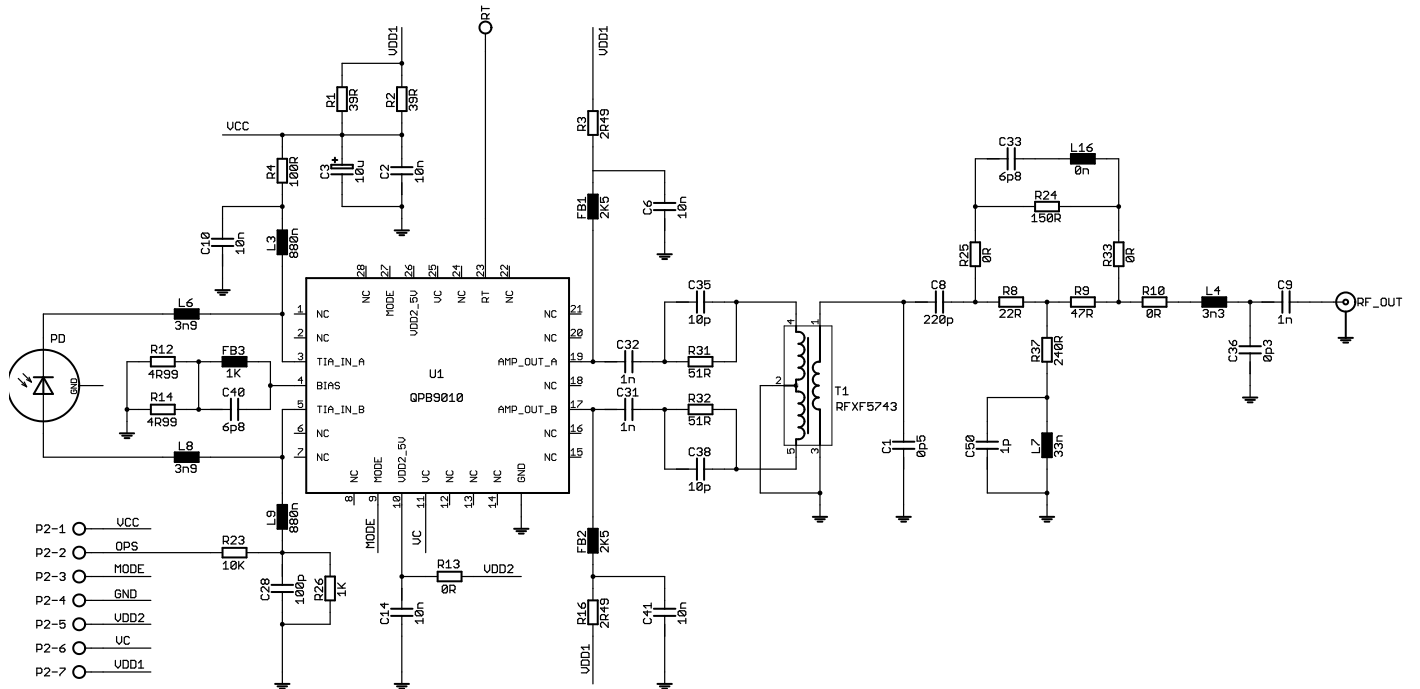 RT
VDD1
VDD1
R1
39R
R2
39R
R3
2R49
VCC
R4
100R
C3
+
10u
C2
10n
C33
6p8
L16
0n
FB1
2K5
C6
10n
R24
150R
C10
10n
L3
880n
R25
0R
R33
0R
28
27
26
25
24
23
22
NC
MODE
VDD2_5V
VC
NC
RT
NC
L6
3n9
C35
10p
C8
220p
R8
22R
R9
47R
R10
0R
L4
3n3
C9
1n
RF_OUT
1
NC
NC
21
2
NC
NC
20
3
TIA_IN_A
AMP_OUT_A
19
4
BIAS
NC
18
5
TIA_IN_B
AMP_OUT_B
17
6
NC
NC
16
7
NC
NC
15
U1
QPB9010
PD
GND
R12
4R99
FB3
1K
R14
4R99
C40
6p8
L8
3n9
C32
1n
R31
51R
C31
1n
R32
51R
C38
10p
4
1
2
5
3
T1
RFXF5743
R37
240R
C36
0p3
C1
0p5
C50
1p
L7
33n
NC
MODE
VDD2_5V
VC
NC
NC
NC
GND
8
9
10
11
12
13
14
L9
880n
MODE
VC
FB2
2K5
P2-1
VCC
P2-2
OPS
P2-3
MODE
P2-4
GND
P2-5
VDD2
P2-6
VC
P2-7
VDD1
R23
10K
C28
100p
R26
1K
R13
0R
VDD2
C14
10n
R16
2R49
C41
10n
VDD1